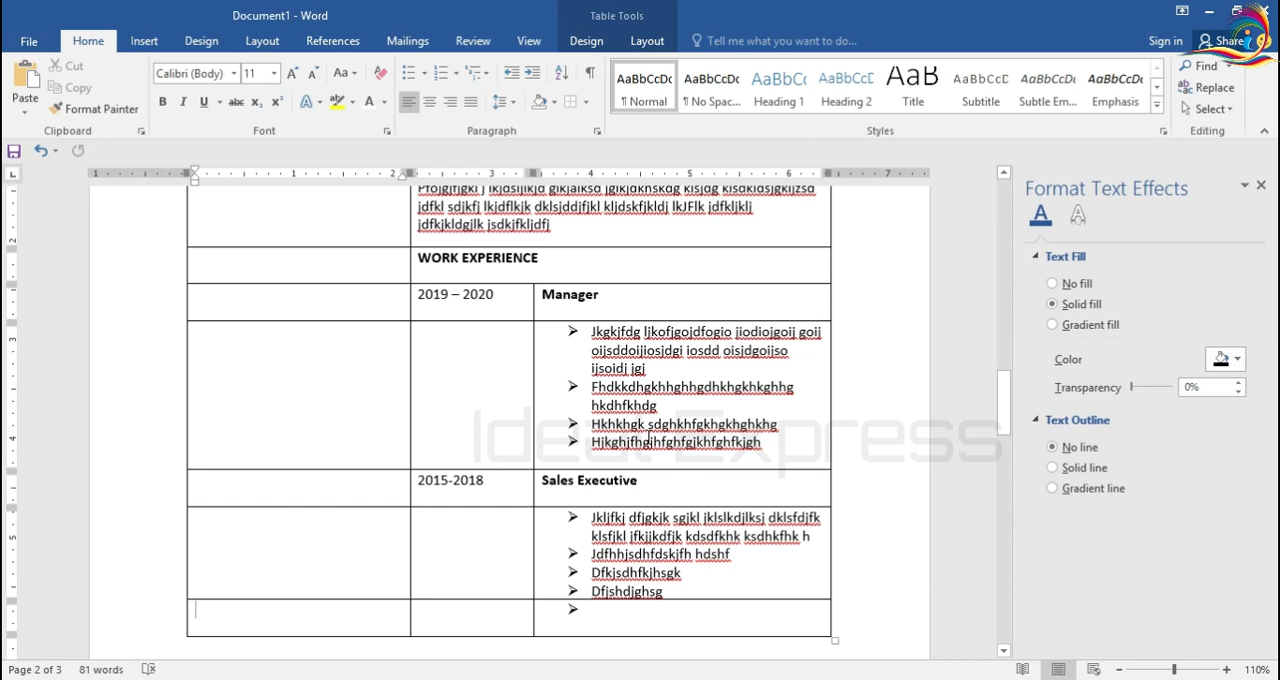 Document1 - Word
Table Tools
File Home Insert Design Layout References Mailings Review View Design Layout Tell me what you want to do... Sign in Share
Paste Cut Copy Format Painter
Calibri (Body) 11
Find Replace Select
AaBbCcDc AaBbCcDc AaBbCc AaBbCcD AaB AaBbCcD AaBbCcDc AaBbCcDc
¶ Normal ¶ No Spac... Heading 1 Heading 2 Title Subtitle Subtle Em... Emphasis
Clipboard Font Paragraph Styles Editing
jdfkl sdjkfj lkjdflkjk dklsjddjfjkl kljdskfjkldj lkJFlk jdfkljklj
jdfkjkldgjlk jsdkjfkljdfj
WORK EXPERIENCE
2019 – 2020 Manager
Jkgkjfdg ljkofjgojdfogio jiodiojgoij goij
oijsddoijiosjdgi iosdd oisjdgoijso
ijsoidj jgj
Fhdkkdhgkhhghhgdhkhgkhkghhg
hkdhfkhdg
Hkhkhgk sdghkhfgkhgkhghkhg
Hjkghjfhgihfghfgjkhfghfkjgh
2015-2018 Sales Executive
Jkljfkj dfjgkjk sgjkl jklslkdjlksj dklsfdjfk
klsfjkl jfkjjkdfjk kdsdfkhk ksdhkfhk h
Jdfhhjsdhfdskjfh hdshf
Dfkjsdhfkjhsgk
Dfjshdjghsg
Ideal Express
Format Text Effects
Text Fill
No fill
Solid fill
Gradient fill
Color
Transparency 0%
Text Outline
No line
Solid line
Gradient line
Page 2 of 3 81 words 110%